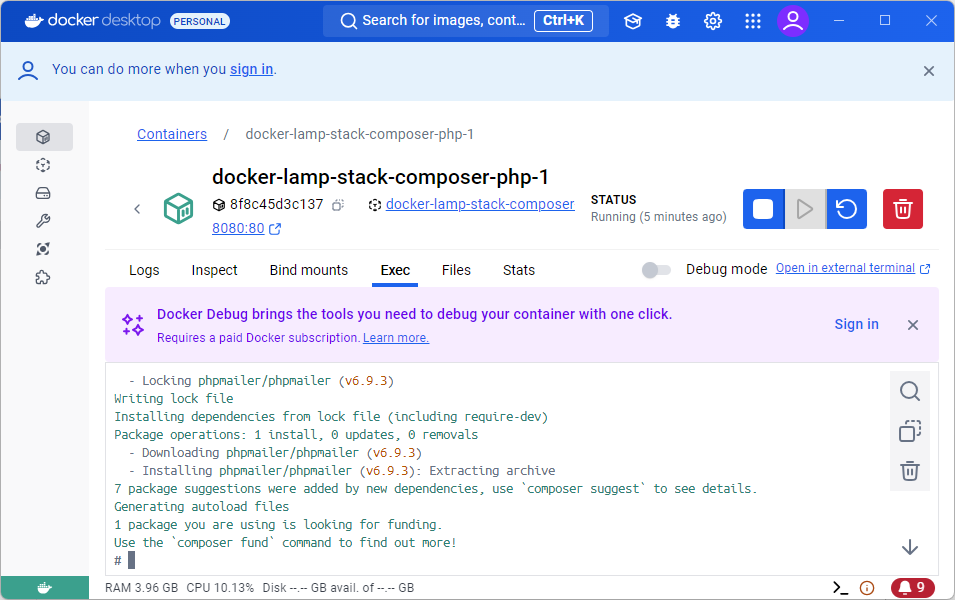 docker desktop PERSONAL Search for images, cont... Ctrl+K
You can do more when you sign in.
Containers / docker-lamp-stack-composer-php-1
docker-lamp-stack-composer-php-1
8f8c45d3c137 docker-lamp-stack-composer
8080:80
STATUS
Running (5 minutes ago)
Logs Inspect Bind mounts Exec Files Stats Debug mode Open in external terminal
Docker Debug brings the tools you need to debug your container with one click.
Requires a paid Docker subscription. Learn more.
Sign in
- Locking phpmailer/phpmailer (v6.9.3)
Writing lock file
Installing dependencies from lock file (including require-dev)
Package operations: 1 install, 0 updates, 0 removals
- Downloading phpmailer/phpmailer (v6.9.3)
- Installing phpmailer/phpmailer (v6.9.3): Extracting archive
7 package suggestions were added by new dependencies, use `composer suggest` to see details.
Generating autoload files
1 package you are using is looking for funding.
Use the `composer fund` command to find out more!
#
RAM 3.96 GB CPU 10.13% Disk --.-- GB avail. of --.-- GB 9